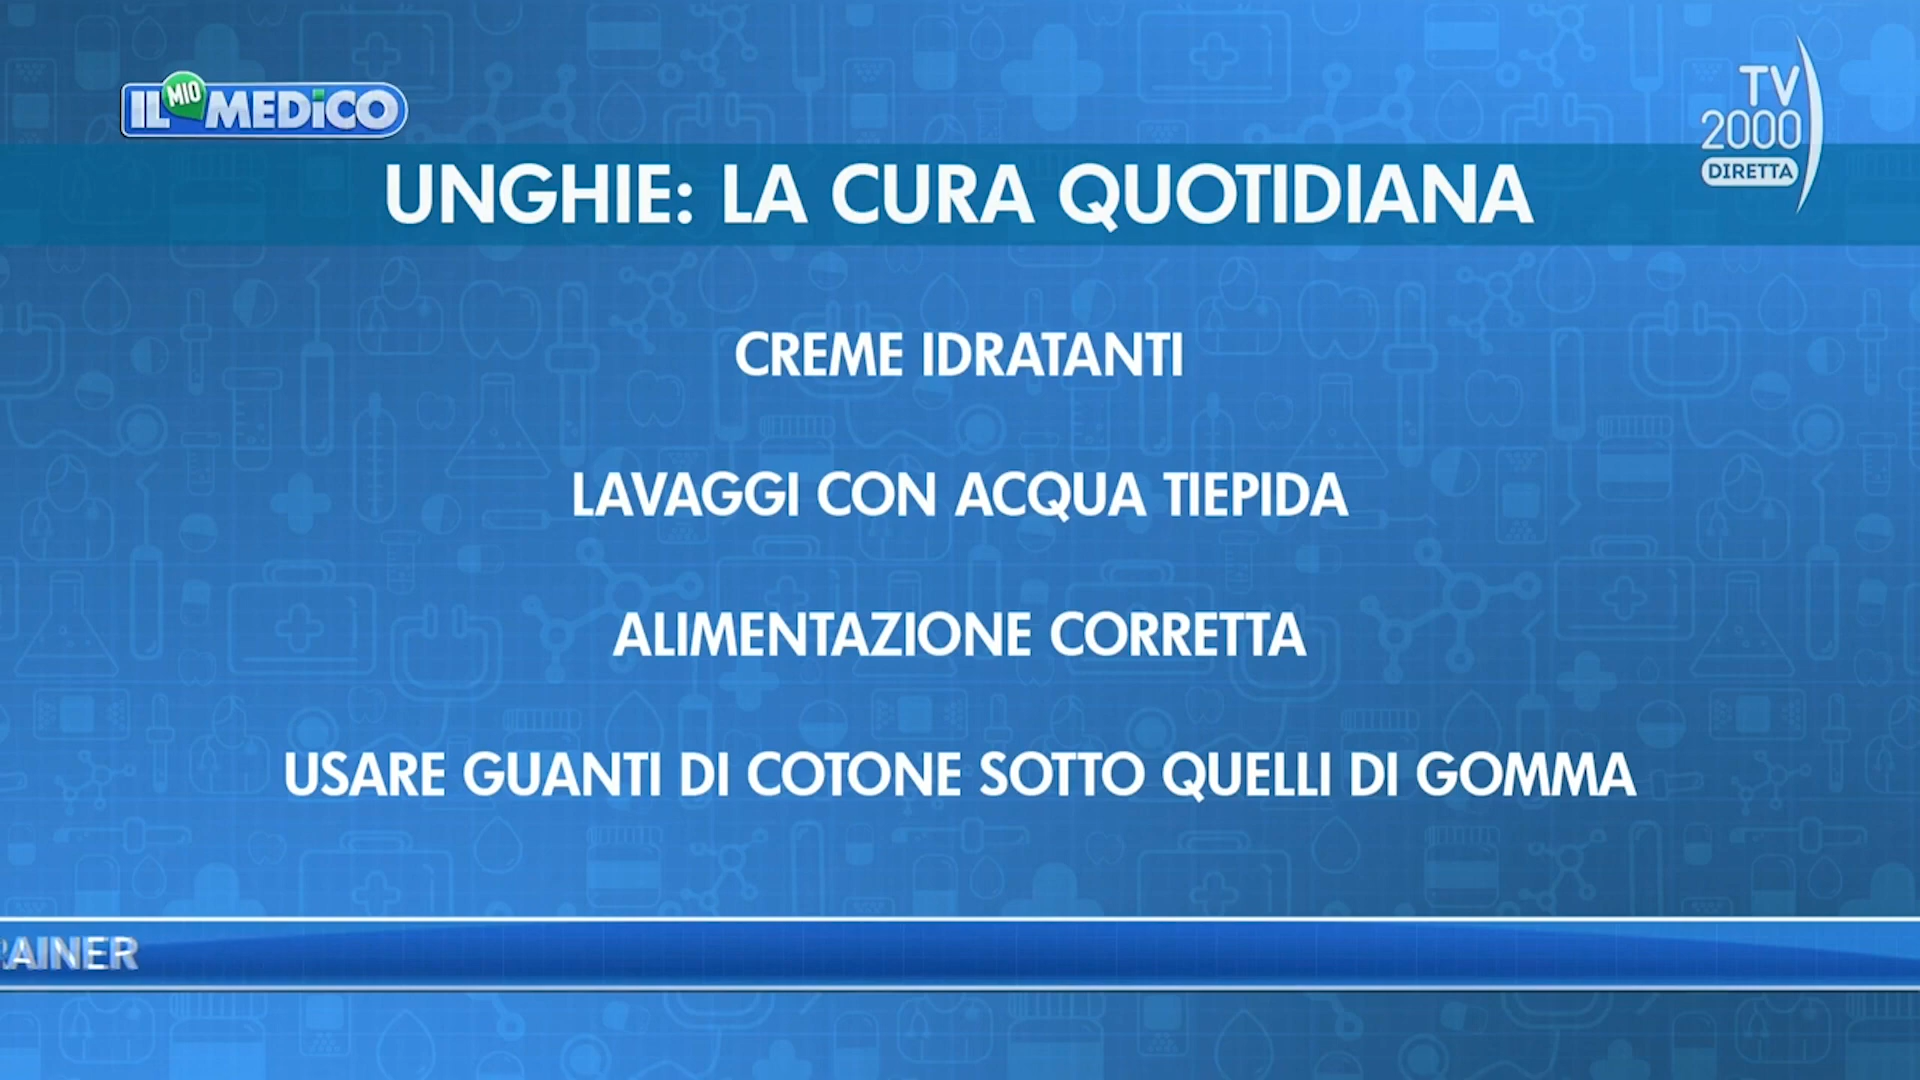 IL MIO MEDICO
TV
2000
DIRETTA
UNGHIE: LA CURA QUOTIDIANA
CREME IDRATANTI
LAVAGGI CON ACQUA TIEPIDA
ALIMENTAZIONE CORRETTA
USARE GUANTI DI COTONE SOTTO QUELLI DI GOMMA
RAINER